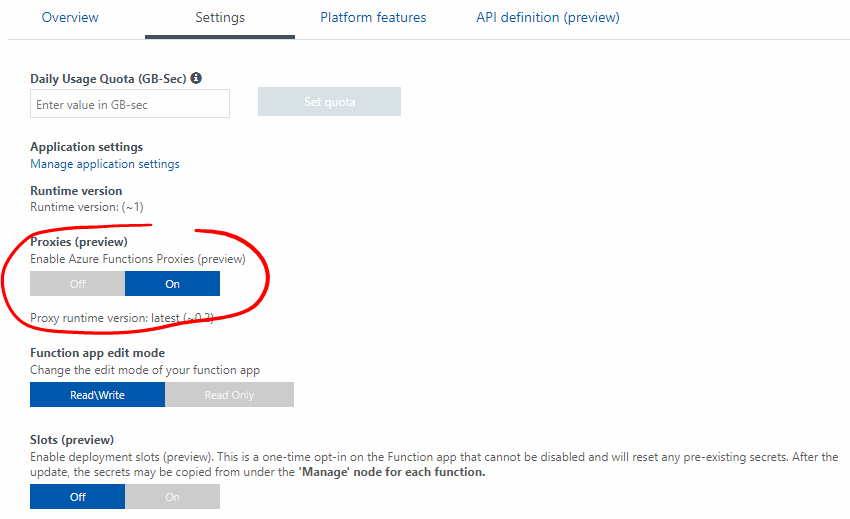 Overview Settings Platform features API definition (preview)
Daily Usage Quota (GB-Sec)
Enter value in GB-sec Set quota
Application settings
Manage application settings
Runtime version
Runtime version: (~1)
Proxies (preview)
Enable Azure Functions Proxies (preview)
Off On
Proxy runtime version: latest (~0.2)
Function app edit mode
Change the edit mode of your function app
Read\Write Read Only
Slots (preview)
Enable deployment slots (preview). This is a one-time opt-in on the Function app that cannot be disabled and will reset any pre-existing secrets. After the
update, the secrets may be copied from under the 'Manage' node for each function.
Off On